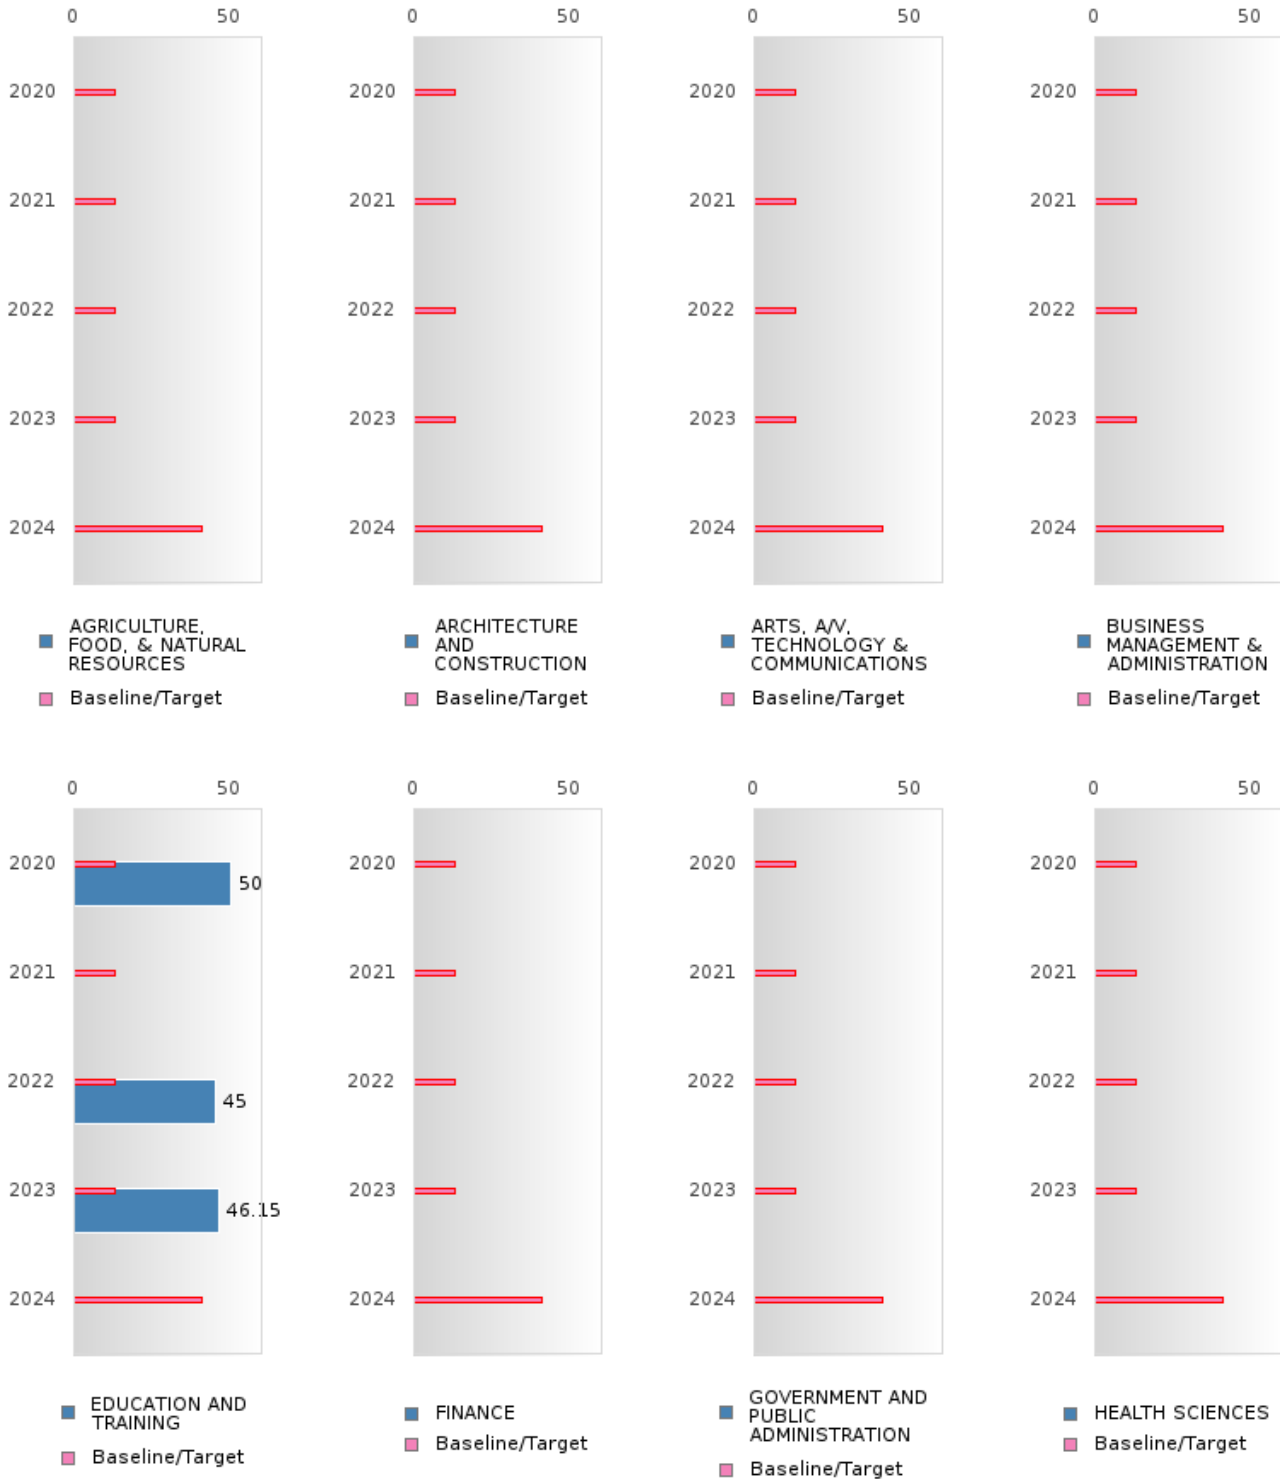 0 50 0 50 0 50 0 50
2020 2020 2020 2020
2021 2021 2021 2021
2022 2022 2022 2022
2023 2023 2023 2023
2024 2024 2024 2024
AGRICULTURE,
FOOD, & NATURAL
RESOURCES
Baseline/Target
ARCHITECTURE
AND
CONSTRUCTION
Baseline/Target
ARTS, A/V,
TECHNOLOGY &
COMMUNICATIONS
Baseline/Target
BUSINESS
MANAGEMENT &
ADMINISTRATION
Baseline/Target
0 50 0 50 0 50 0 50
2020 50 2020 2020 2020
2021 2021 2021 2021
2022 45 2022 2022 2022
2023 46.15 2023 2023 2023
2024 2024 2024 2024
EDUCATION AND
TRAINING
Baseline/Target
FINANCE
Baseline/Target
GOVERNMENT AND
PUBLIC
ADMINISTRATION
Baseline/Target
HEALTH SCIENCES
Baseline/Target